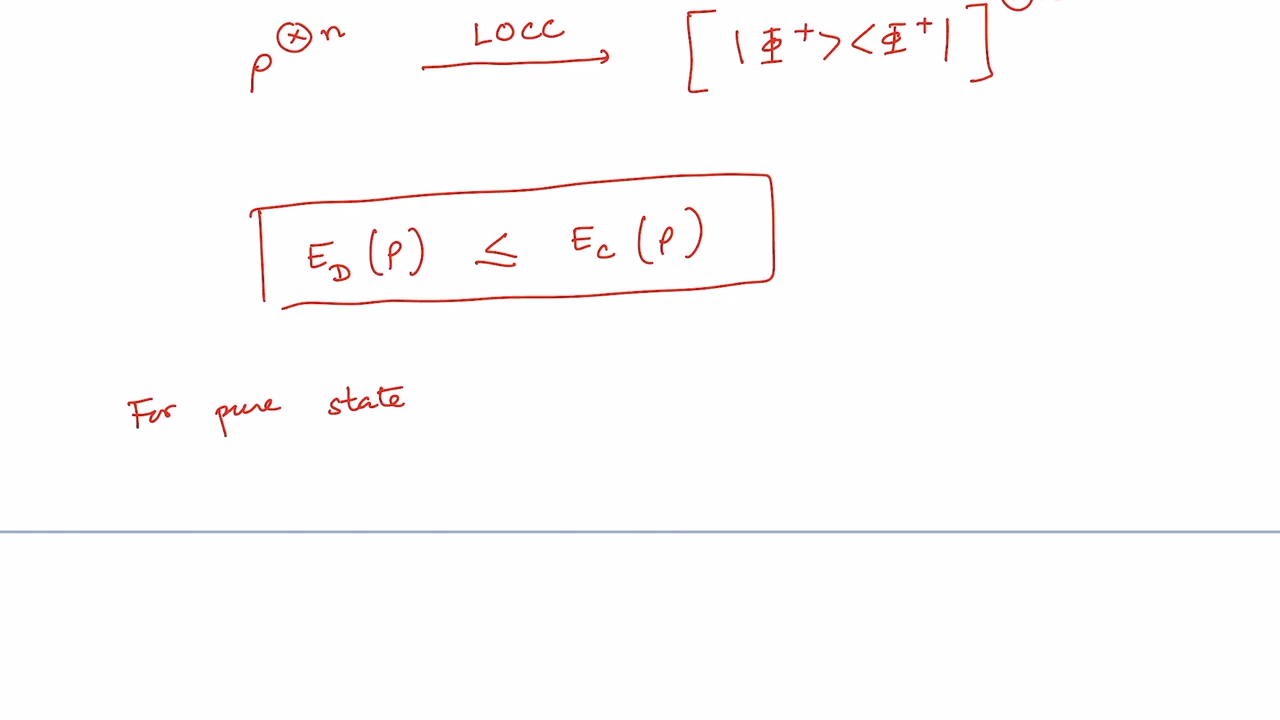 ρ^{⊗n} LOCC → [ |Φ⁺><Φ⁺| ]
E_D(ρ) ≤ E_C(ρ)
For pure state